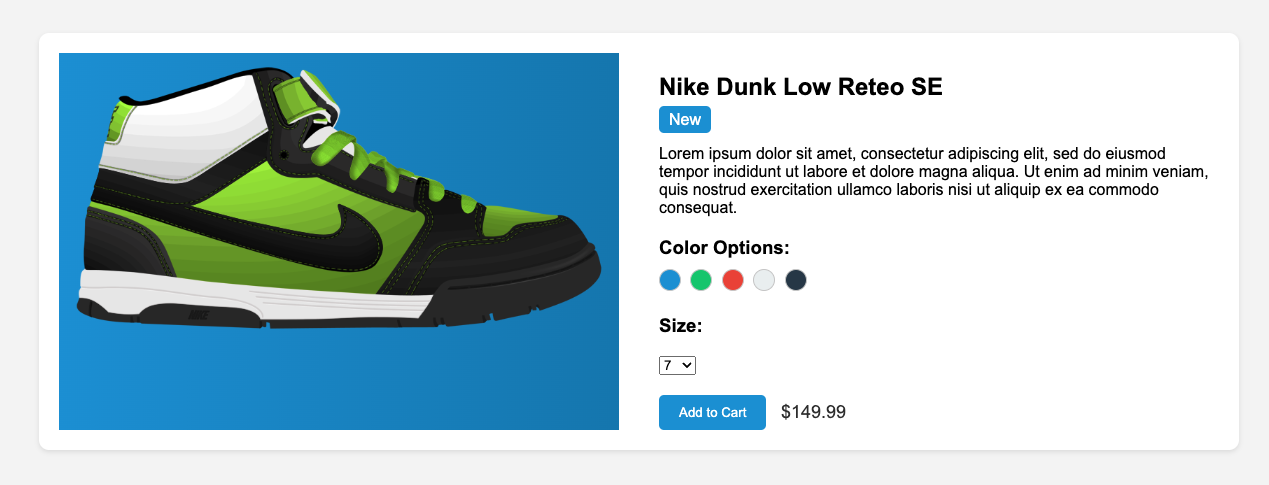 Nike Dunk Low Reteo SE
New
Lorem ipsum dolor sit amet, consectetur adipiscing elit, sed do eiusmod
tempor incididunt ut labore et dolore magna aliqua. Ut enim ad minim veniam,
quis nostrud exercitation ullamco laboris nisi ut aliquip ex ea commodo
consequat.
Color Options:
Size:
7
Add to Cart $149.99
NIKE